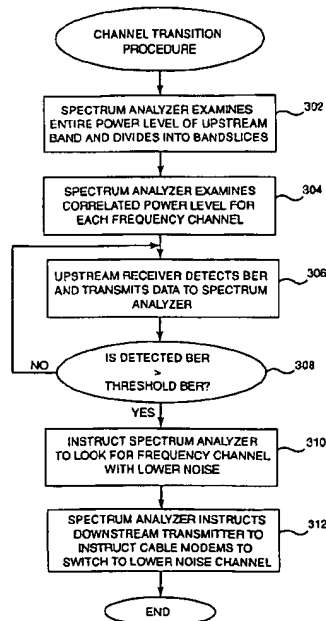 CHANNEL TRANSITION
PROCEDURE
SPECTRUM ANALYZER EXAMINES
ENTIRE POWER LEVEL OF UPSTREAM
BAND AND DIVIDES INTO BANDSLICES
302
SPECTRUM ANALYZER EXAMINES
CORRELATED POWER LEVEL FOR
EACH FREQUENCY CHANNEL
304
UPSTREAM RECEIVER DETECTS BER
AND TRANSMITS DATA TO SPECTRUM
ANALYZER
306
IS DETECTED BER
>
THRESHOLD BER?
308
NO
YES
INSTRUCT SPECTRUM ANALYZER
TO LOOK FOR FREQUENCY CHANNEL
WITH LOWER NOISE
310
SPECTRUM ANALYZER INSTRUCTS
DOWNSTREAM TRANSMITTER TO
INSTRUCT CABLE MODEMS TO
SWITCH TO LOWER NOISE CHANNEL
312
END